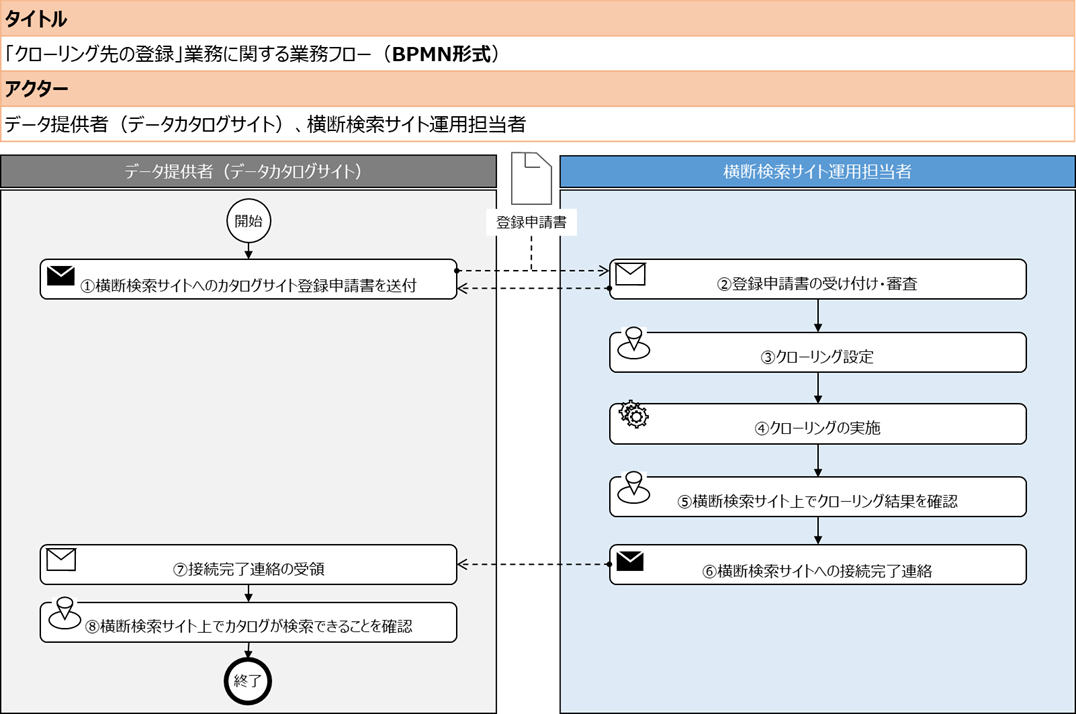 タイトル
「クローリング先の登録」業務に関する業務フロー（BPMN形式）
アクター
データ提供者（データカタログサイト）、横断検索サイト運用担当者
データ提供者（データカタログサイト）
横断検索サイト運用担当者
登録申請書
開始
①横断検索サイトへのカタログサイト登録申請書を送付
②登録申請書の受け付け・審査
③クローリング設定
④クローリングの実施
⑤横断検索サイト上でクローリング結果を確認
⑥横断検索サイトへの接続完了連絡
⑦接続完了連絡の受領
⑧横断検索サイト上でカタログが検索できることを確認
終了